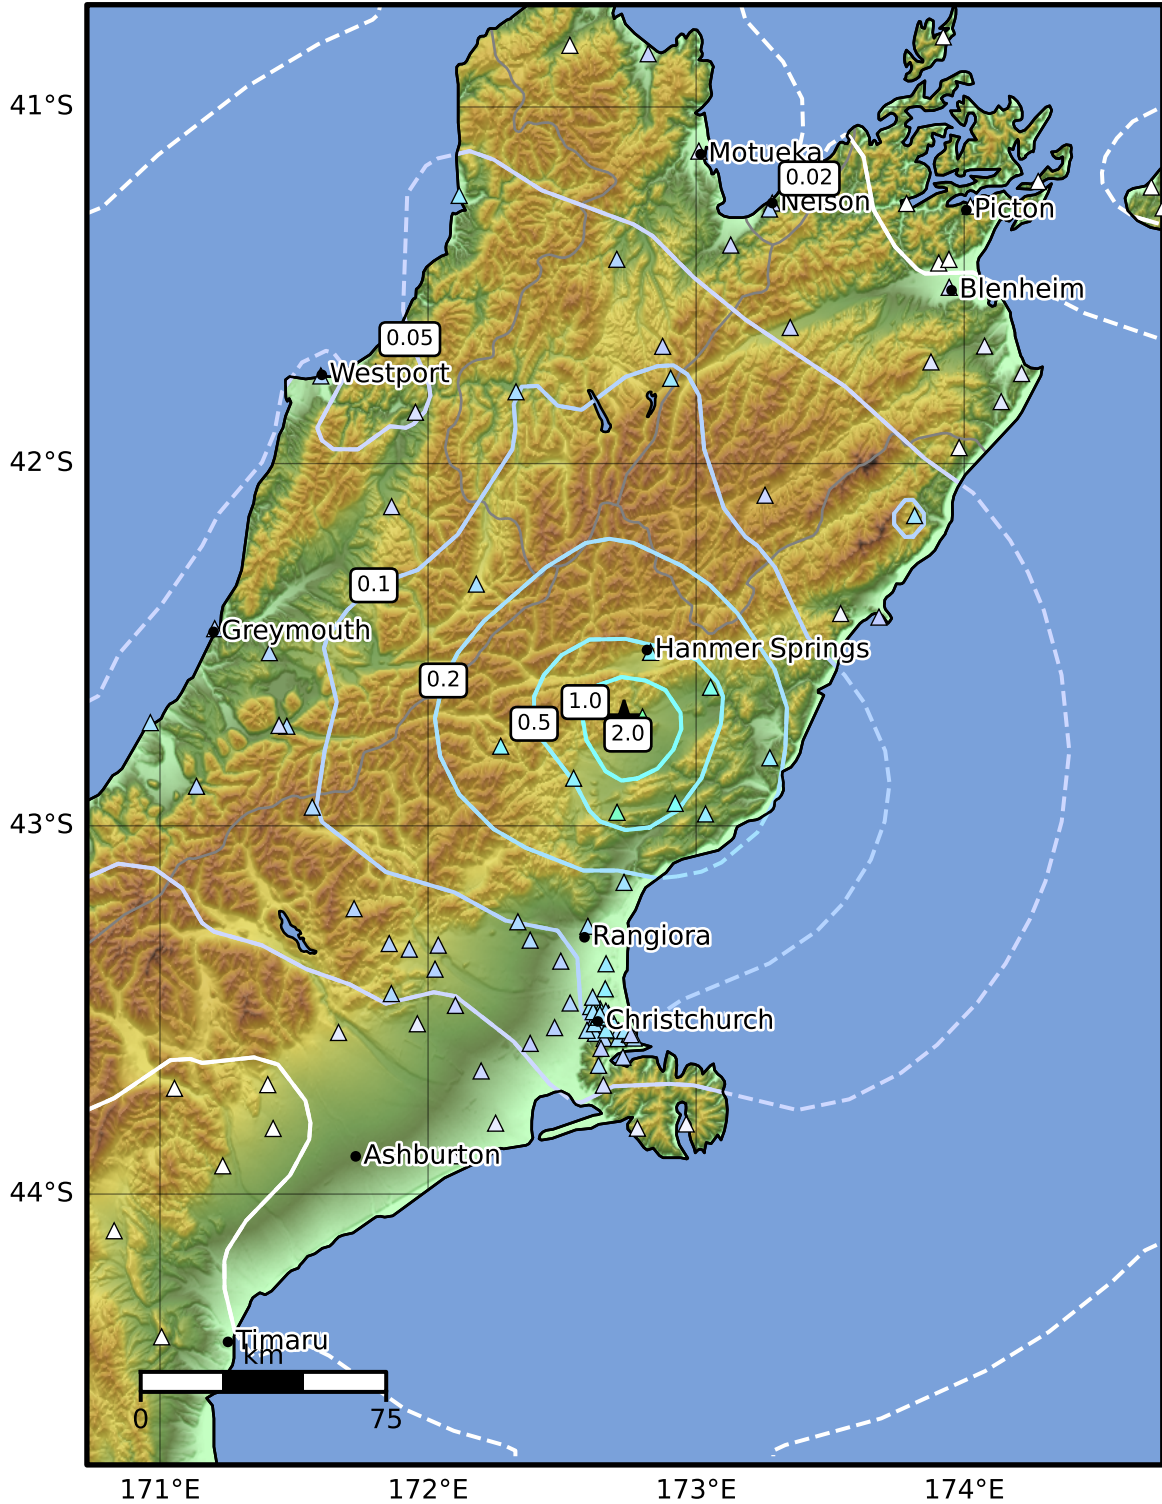 41°S
Motueka
0.02
Nelson
Picton
Blenheim
0.05
Westport
42°S
0.1
Greymouth
Hanmer Springs
0.2
1.0
0.5
2.0
43°S
Rangiora
Christchurch
Ashburton
44°S
Timaru
km
0
75
171°E
172°E
173°E
174°E